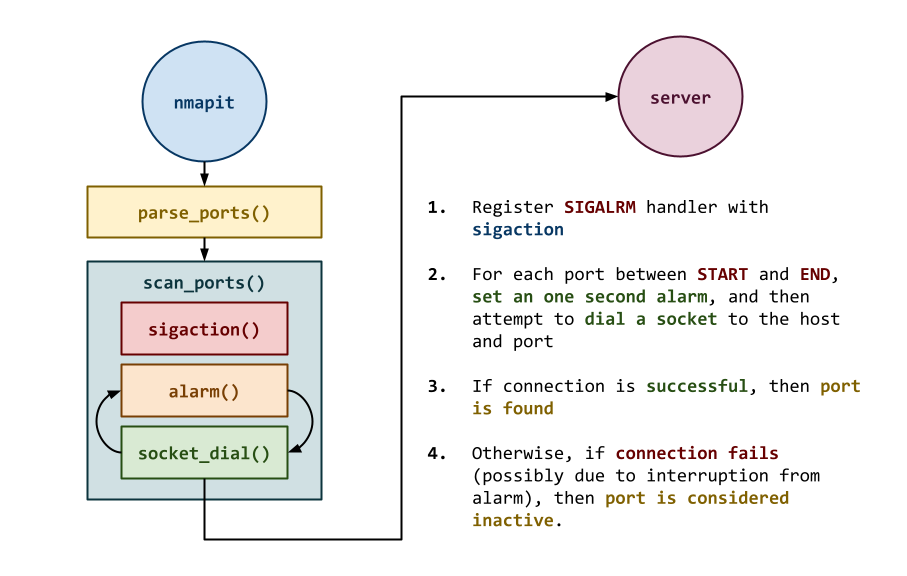 nmapit
server
parse_ports()
scan_ports()
sigaction()
alarm()
socket_dial()
1. Register SIGALRM handler with
sigaction
2. For each port between START and END,
set an one second alarm, and then
attempt to dial a socket to the host
and port
3. If connection is successful, then port
is found
4. Otherwise, if connection fails
(possibly due to interruption from
alarm), then port is considered
inactive.